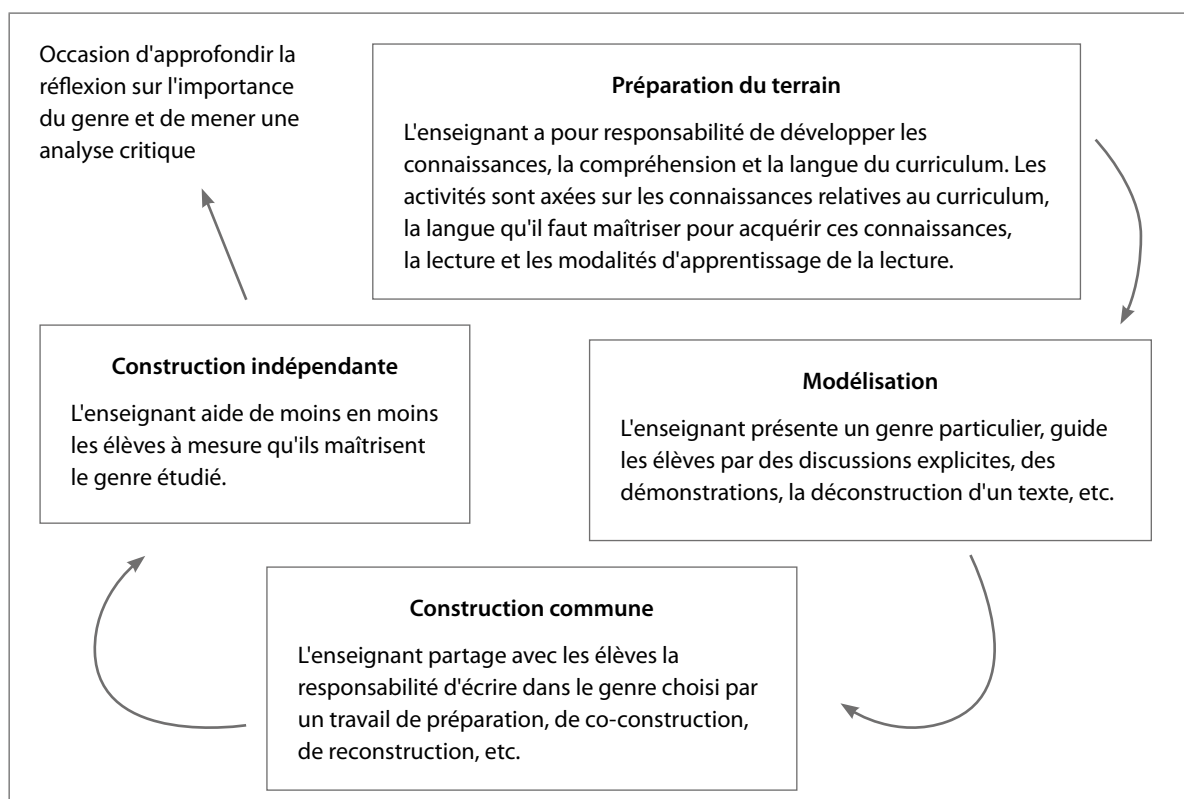 Occasion d'approfondir la
réflexion sur l'importance
du genre et de mener une
analyse critique
Préparation du terrain
L'enseignant a pour responsabilité de développer les
connaissances, la compréhension et la langue du curriculum. Les
activités sont axées sur les connaissances relatives au curriculum,
la langue qu'il faut maîtriser pour acquérir ces connaissances,
la lecture et les modalités d'apprentissage de la lecture.
Modélisation
L'enseignant présente un genre particulier, guide
les élèves par des discussions explicites, des
démonstrations, la déconstruction d'un texte, etc.
Construction commune
L'enseignant partage avec les élèves la
responsabilité d'écrire dans le genre choisi par
un travail de préparation, de co-construction,
de reconstruction, etc.
Construction indépendante
L'enseignant aide de moins en moins
les élèves à mesure qu'ils maîtrisent
le genre étudié.